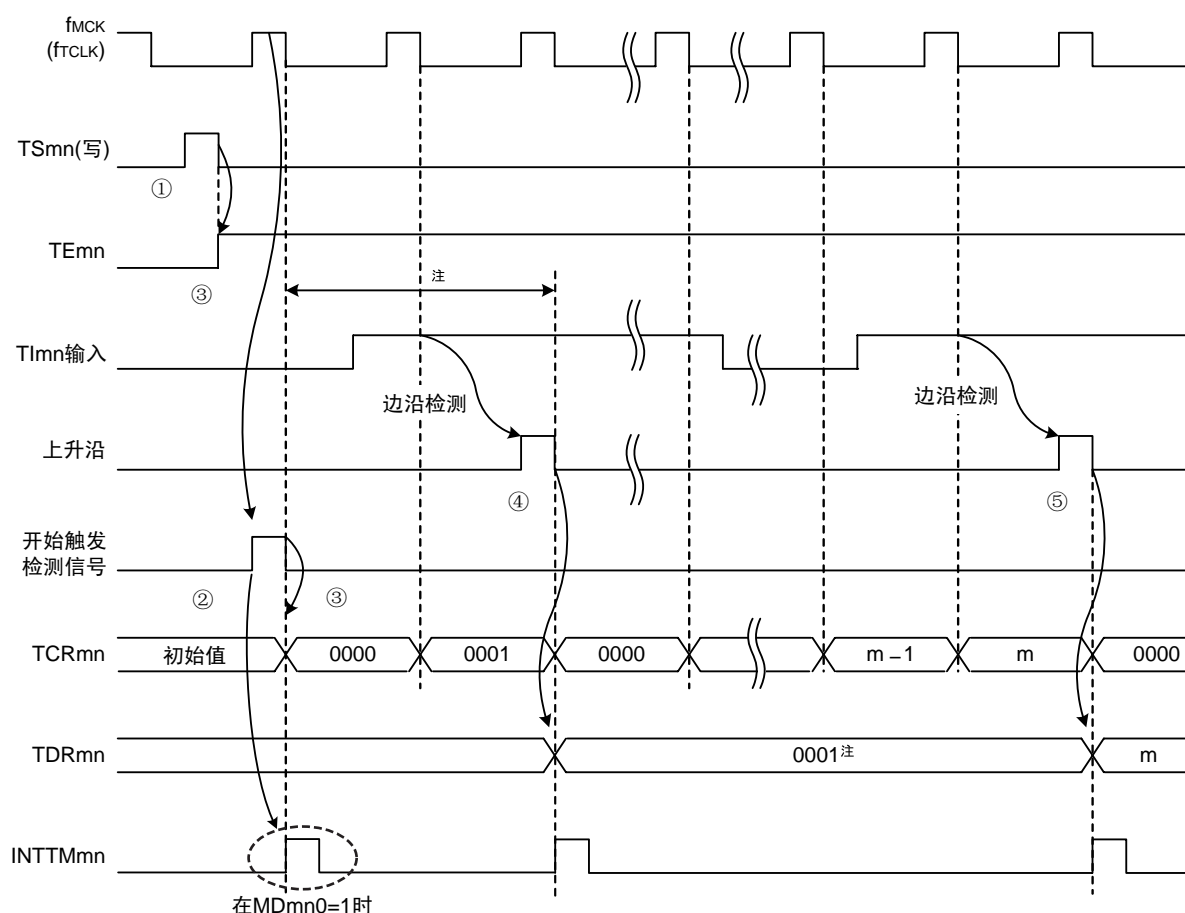 fMCK
(fTCLK)
TSmn(写)
①
TEmn
③
注
TImn输入
边沿检测
边沿检测
上升沿
④
⑤
开始触发
检测信号
②
③
TCRmn
初始值
0000
0001
0000
m－1
m
0000
TDRmn
0001注
m
INTTMmn
在MDmn0=1时